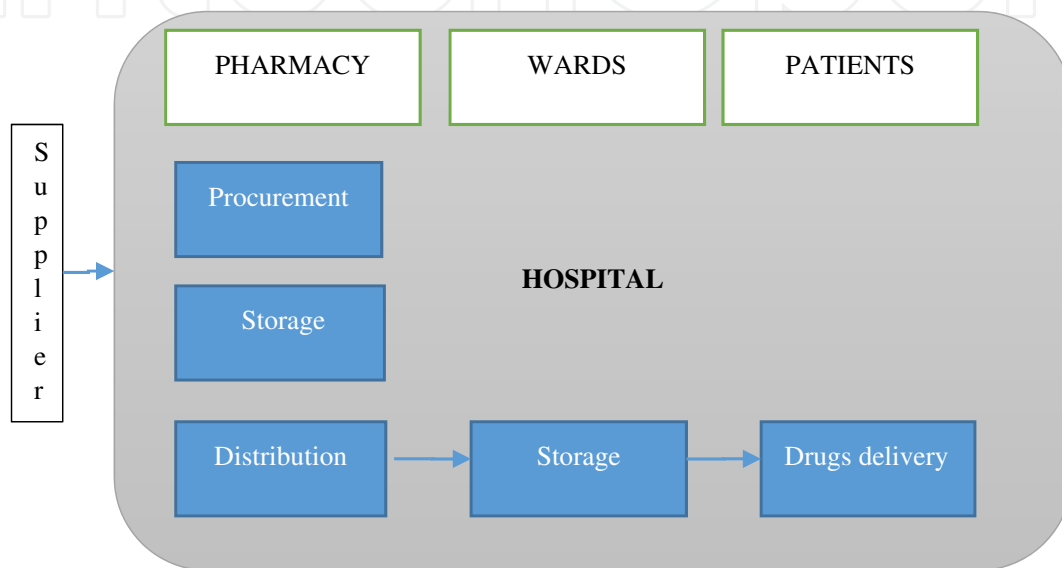 PHARMACY
WARDS
PATIENTS
Supplier
Procurement
HOSPITAL
Storage
Distribution
Storage
Drugs delivery